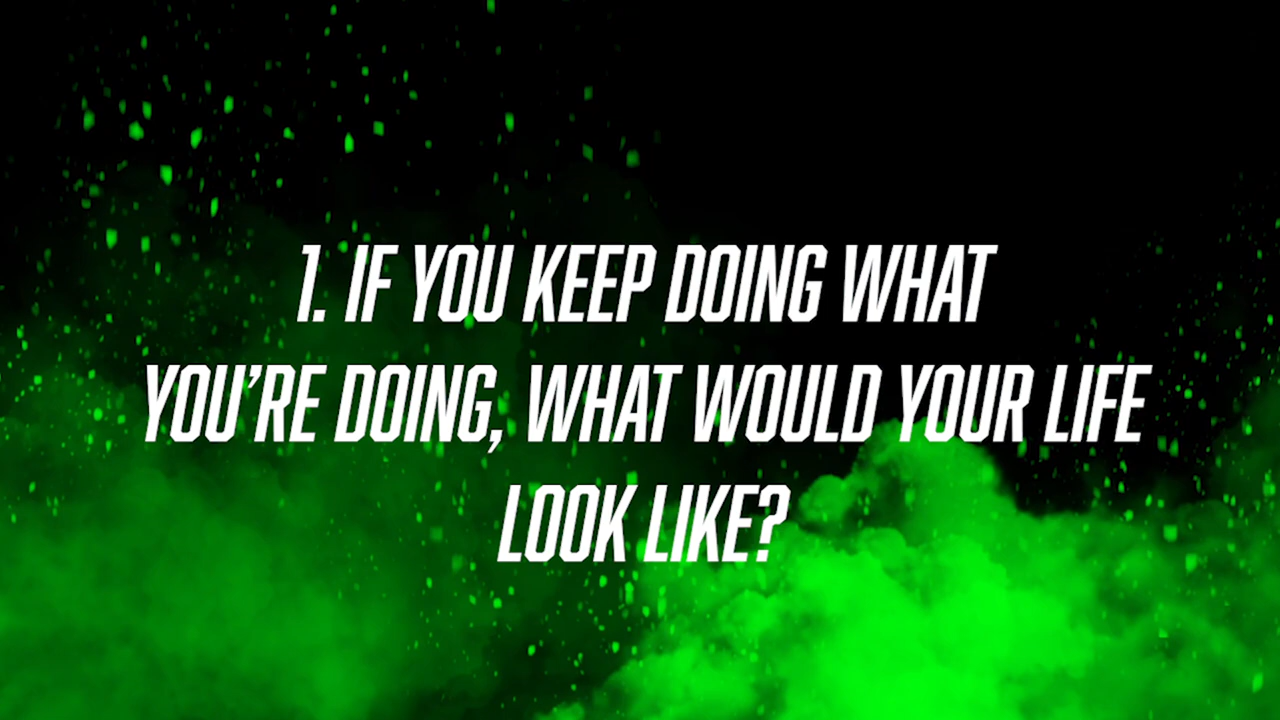 1. IF YOU KEEP DOING WHAT
YOU'RE DOING, WHAT WOULD YOUR LIFE
LOOK LIKE?